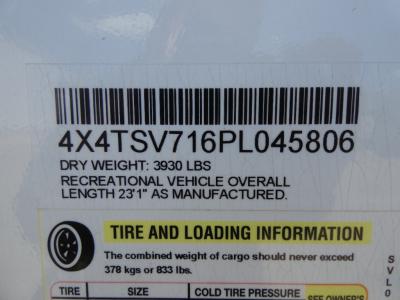 4X4TSV716PL045806
DRY WEIGHT: 3930 LBS
RECREATIONAL VEHICLE OVERALL
LENGTH 23'1" AS MANUFACTURED.
TIRE AND LOADING INFORMATION
The combined weight of cargo should never exceed
378 kgs or 833 lbs.
TIRE SIZE COLD TIRE PRESSURE SEE OWNER'S
SVL0